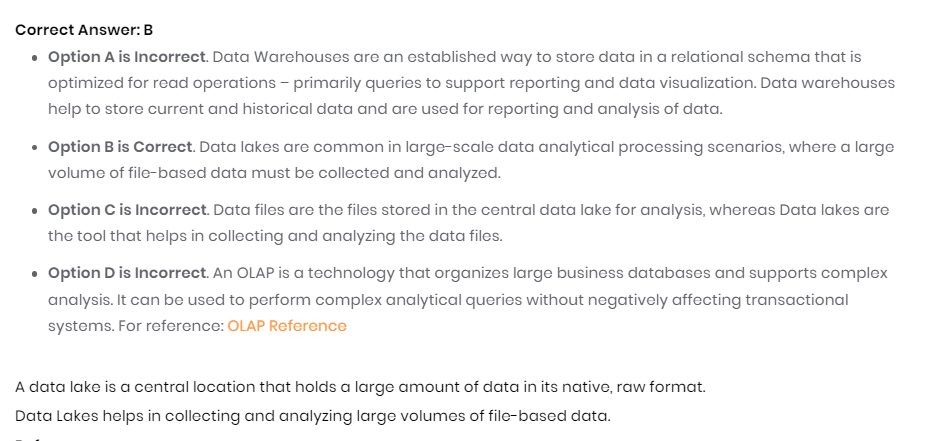 Correct Answer: B
• Option A is Incorrect. Data Warehouses are an established way to store data in a relational schema that is
optimized for read operations – primarily queries to support reporting and data visualization. Data warehouses
help to store current and historical data and are used for reporting and analysis of data.
• Option B is Correct. Data lakes are common in large-scale data analytical processing scenarios, where a large
volume of file-based data must be collected and analyzed.
• Option C is Incorrect. Data files are the files stored in the central data lake for analysis, whereas Data lakes are
the tool that helps in collecting and analyzing the data files.
• Option D is Incorrect. An OLAP is a technology that organizes large business databases and supports complex
analysis. It can be used to perform complex analytical queries without negatively affecting transactional
systems. For reference: OLAP Reference
A data lake is a central location that holds a large amount of data in its native, raw format.
Data Lakes helps in collecting and analyzing large volumes of file-based data.